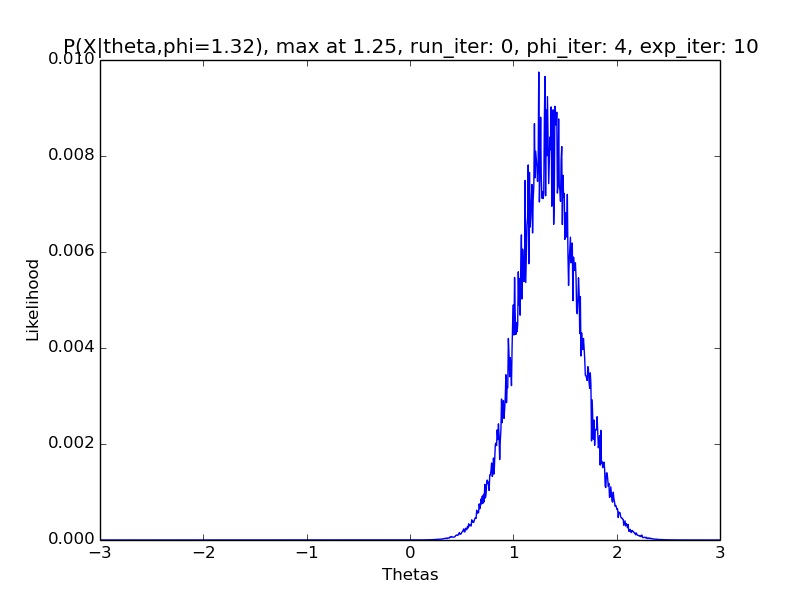 P(X|theta,phi=1.32), max at 1.25, run_iter: 0, phi_iter: 4, exp_iter: 10
0.010
0.008
0.006
0.004
0.002
0.000
Likelihood
−3 −2 −1 0 1 2 3
Thetas